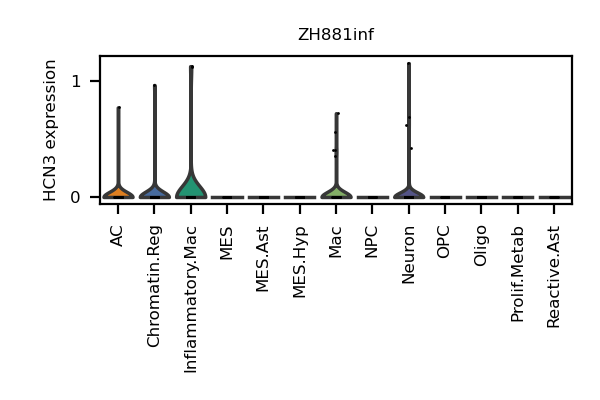 ZH881inf
HCN3 expression
1
0
AC
Chromatin.Reg
Inflammatory.Mac
MES
MES.Ast
MES.Hyp
Mac
NPC
Neuron
OPC
Oligo
Prolif.Metab
Reactive.Ast